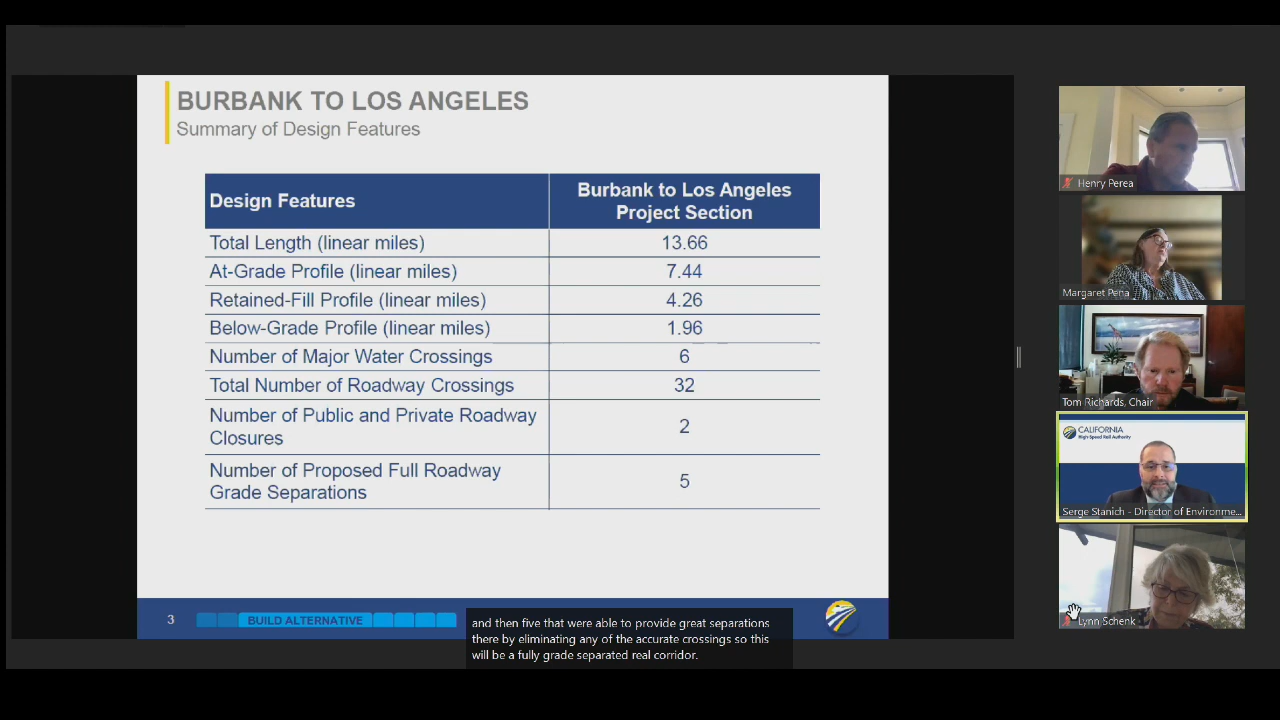 BURBANK TO LOS ANGELES
Summary of Design Features
Design Features
Burbank to Los Angeles
Project Section
Total Length (linear miles) 13.66
At-Grade Profile (linear miles) 7.44
Retained-Fill Profile (linear miles) 4.26
Below-Grade Profile (linear miles) 1.96
Number of Major Water Crossings 6
Total Number of Roadway Crossings 32
Number of Public and Private Roadway
Closures
2
Number of Proposed Full Roadway
Grade Separations
5
3
BUILD ALTERNATIVE
and then five that were able to provide great separations
there by eliminating any of the accurate crossings so this
will be a fully grade separated real corridor.
Henry Perea
Margaret Pena
Tom Richards, Chair
CALIFORNIA
High-Speed Rail Authority
Serge Stanich - Director of Environme...
Lynn Schenk